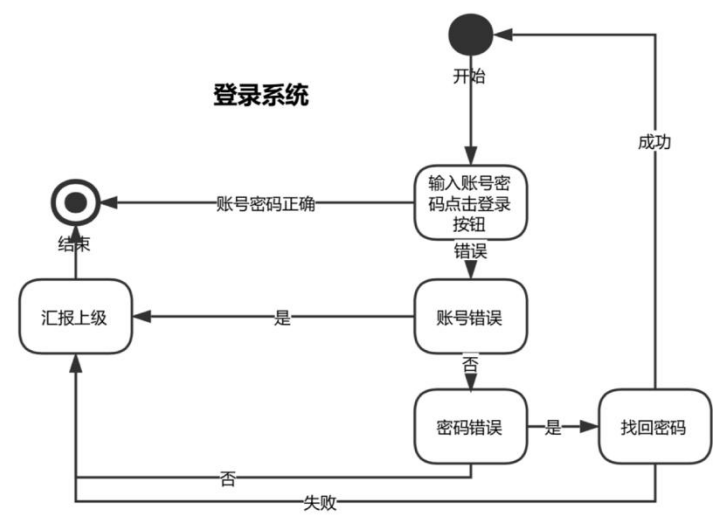 开始
登录系统
成功
输入账号密
码点击登录
按钮
账号密码正确
结束
错误
汇报上级
是
账号错误
否
密码错误
是
找回密码
否
失败